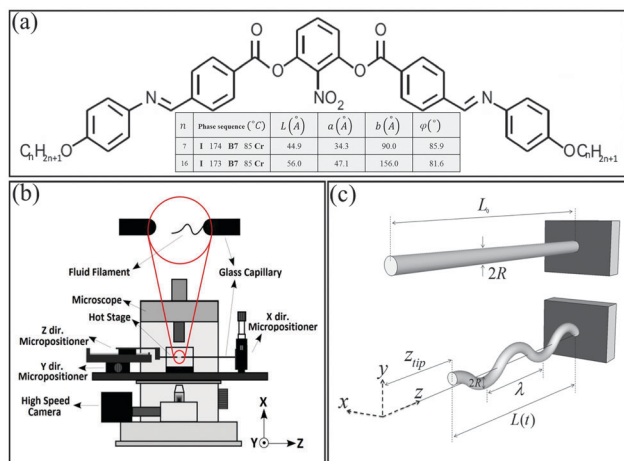 (a)
O
O
O
O
N
NO2
N
CnH2n+1
O
O
CnH2n+1
n Phase sequence (°C) L(Å) a(Å) b(Å) φ(°)
7 I 174 B7 85 Cr 44.9 34.3 90.0 85.9
16 I 173 B7 85 Cr 56.0 47.1 156.0 81.6
(b)
Fluid Filament
Glass Capillary
Microscope
Hot Stage
X dir.
Micropositioner
Z dir.
Micropositioner
Y dir.
Micropositioner
High Speed
Camera
X
Y Z
(c)
L0
2R
ztip
y
z
x
2R
λ
L(t)